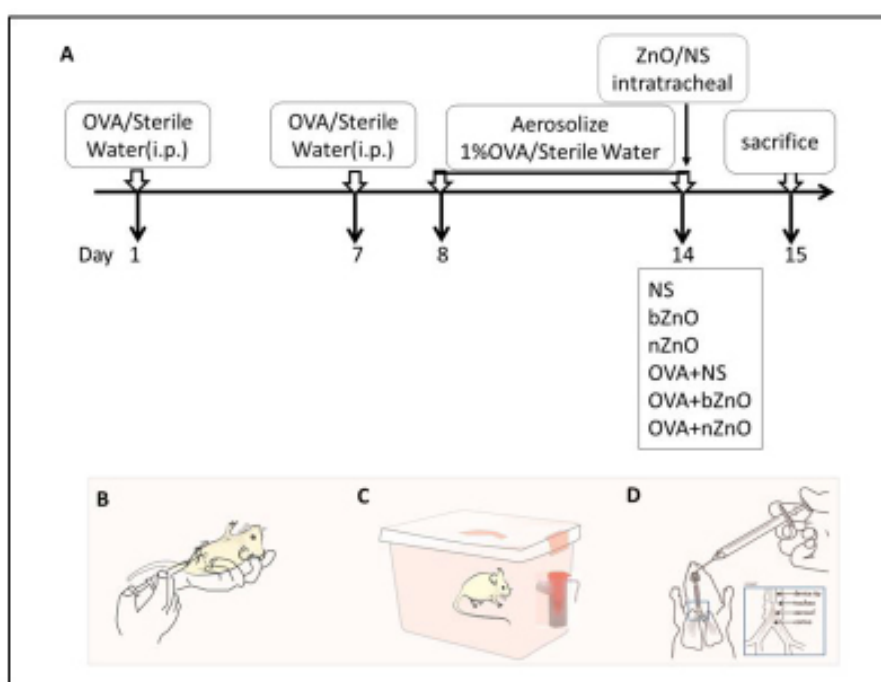 A
ZnO/NS
intratracheal
OVA/Sterile
Water(i.p.)
OVA/Sterile
Water(i.p.)
Aerosolize
1%OVA/Sterile Water
sacrifice
Day 1 7 8 14 15
NS
bZnO
nZnO
OVA+NS
OVA+bZnO
OVA+nZnO
B
C
D